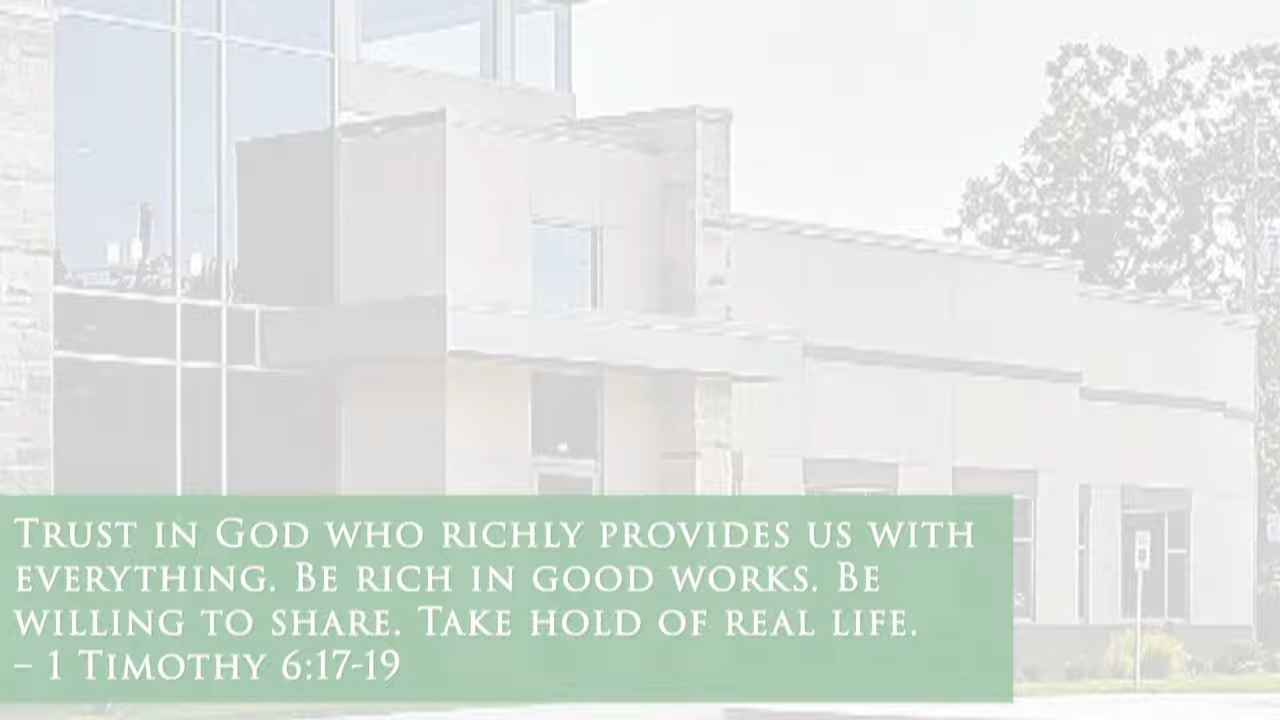 Trust in God who richly provides us with
everything. Be rich in good works. Be
willing to share. Take hold of real life.
– 1 Timothy 6:17-19